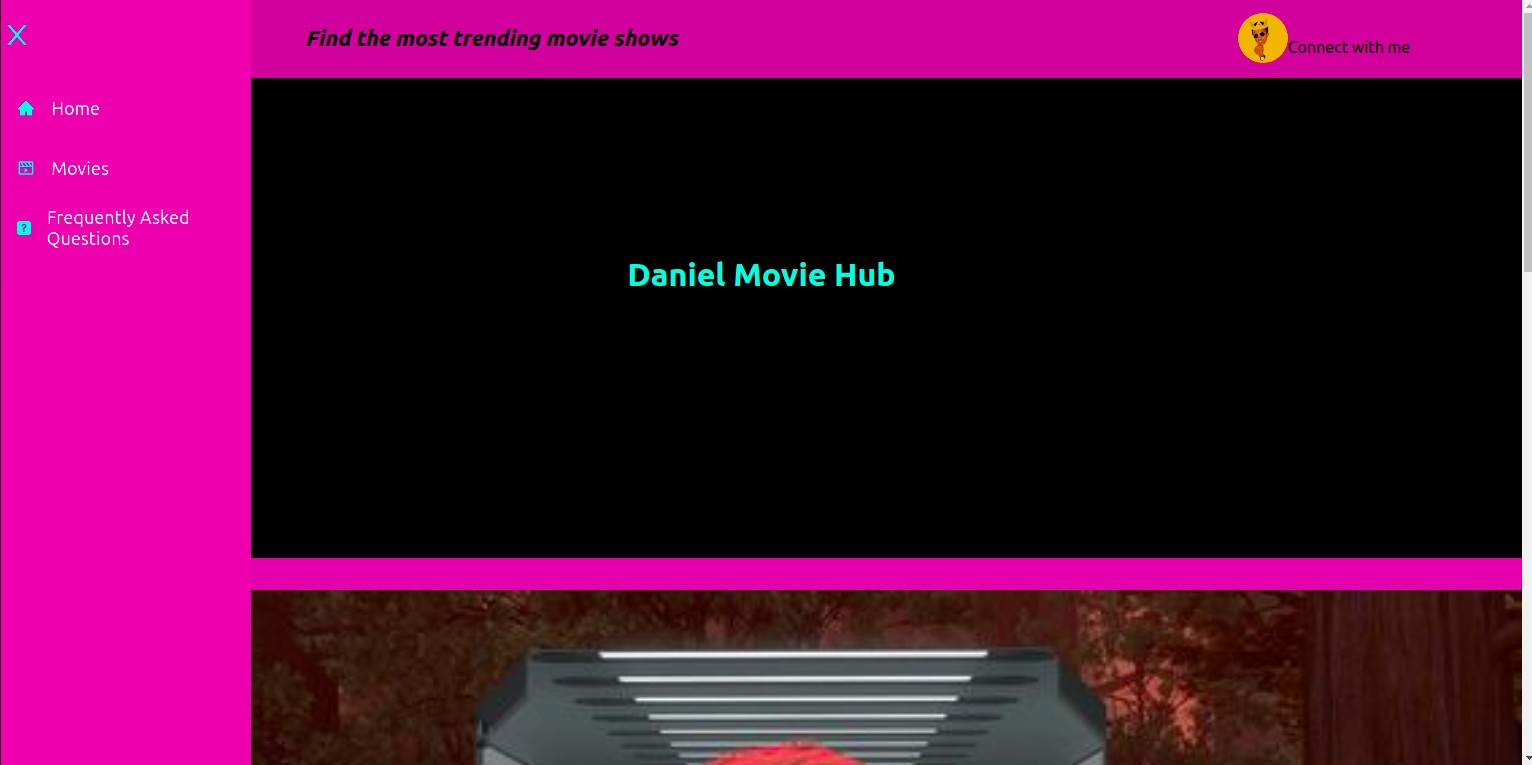 X
Find the most trending movie shows
Connect with me
Home
Movies
?
Frequently Asked
Questions
Daniel Movie Hub